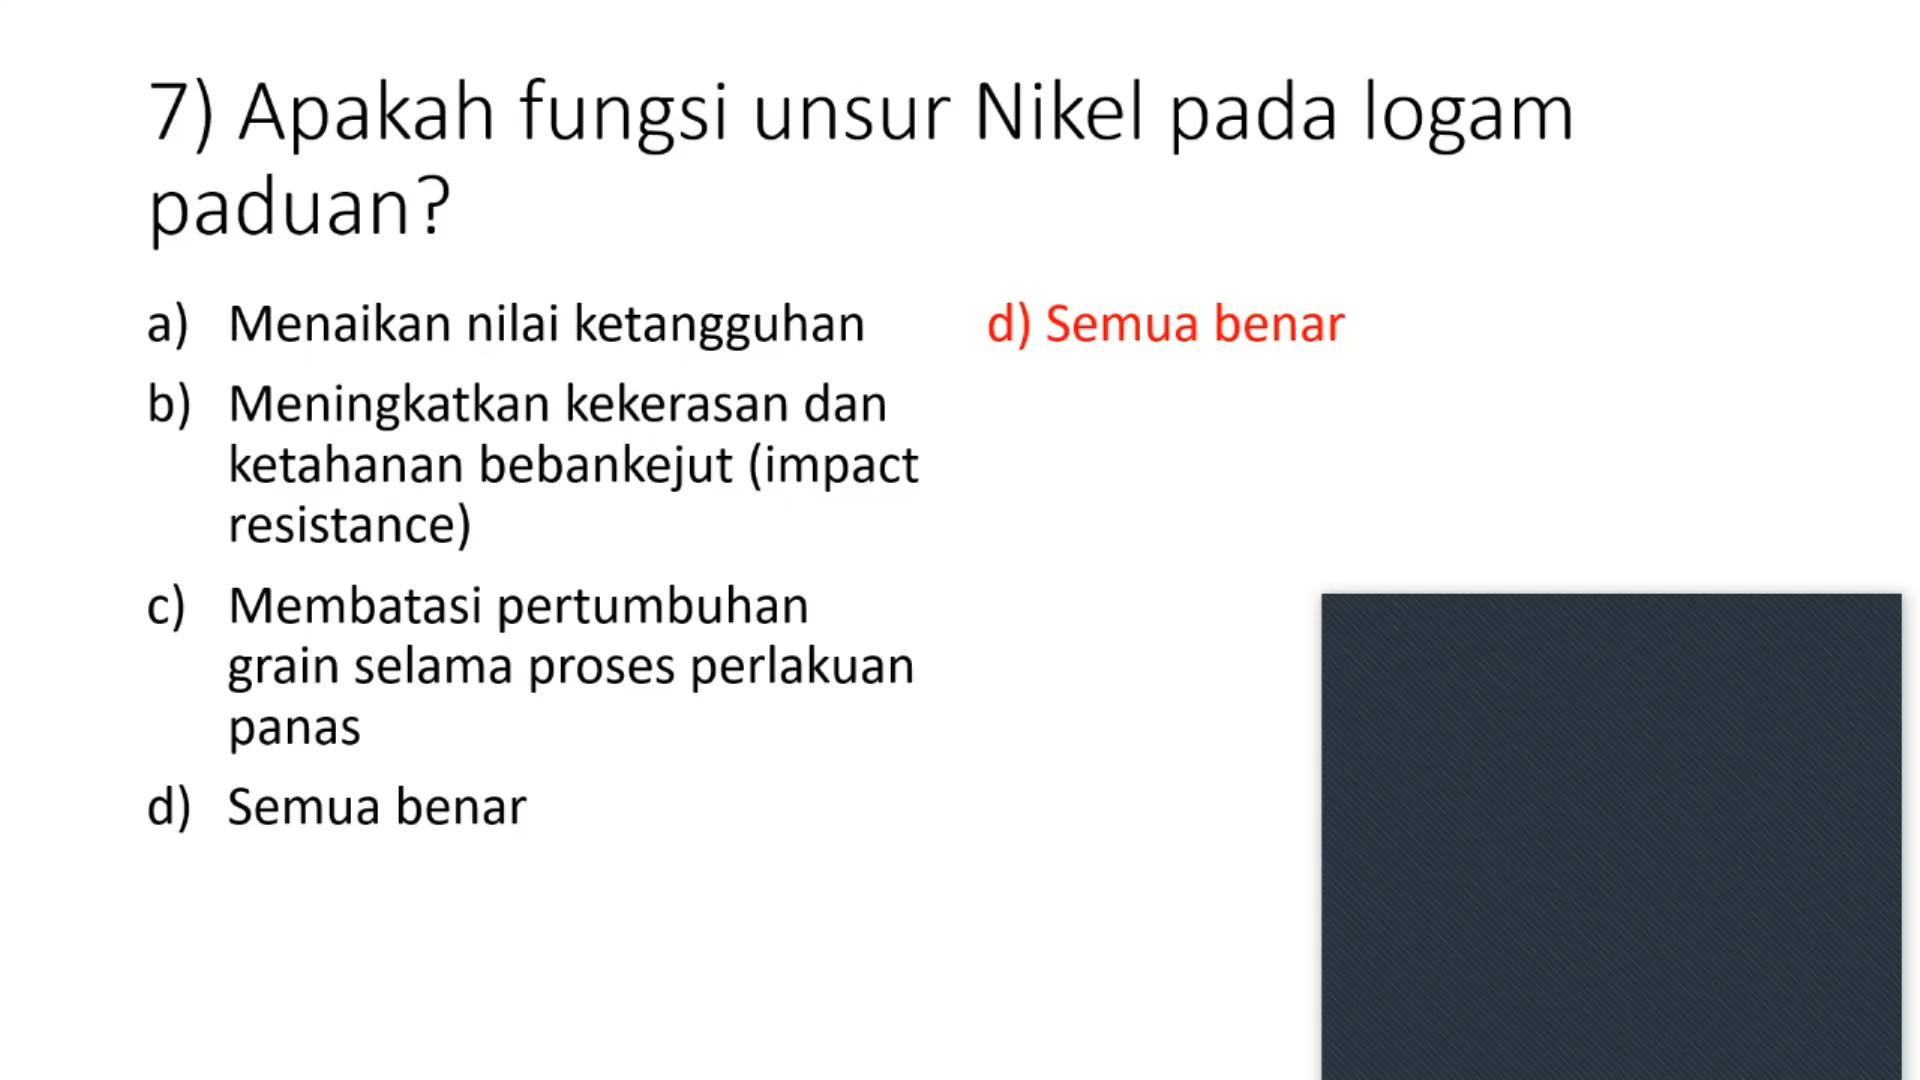 7) Apakah fungsi unsur Nikel pada logam
paduan?
a) Menaikan nilai ketangguhan
b) Meningkatkan kekerasan dan
ketahanan bebankejut (impact
resistance)
c) Membatasi pertumbuhan
grain selama proses perlakuan
panas
d) Semua benar
d) Semua benar